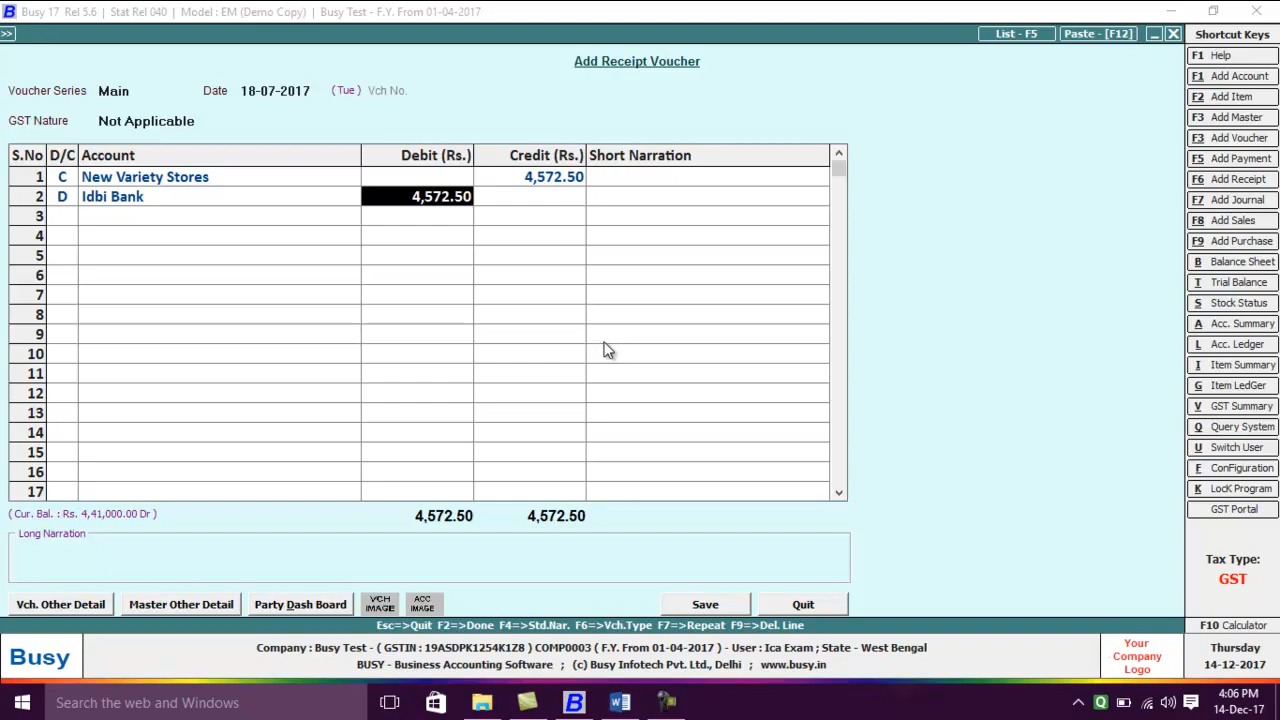 Busy 17 Rel 5.6 | Stat Rel 040 | Model : EM (Demo Copy) | Busy Test - F.Y. From 01-04-2017
>> List - F5 Paste - [F12] Shortcut Keys
Add Receipt Voucher
Voucher Series Main Date 18-07-2017 ( Tue ) Vch No.
GST Nature Not Applicable
S.No D/C Account Debit (Rs.) Credit (Rs.) Short Narration
1 C New Variety Stores 4,572.50
2 D Idbi Bank 4,572.50
3
4
5
6
7
8
9
10
11
12
13
14
15
16
17
( Cur. Bal. : Rs. 4,41,000.00 Dr ) 4,572.50 4,572.50
Long Narration
Vch. Other Detail Master Other Detail Party Dash Board VCH IMAGE ACC IMAGE Save Quit
Esc=>Quit F2=>Done F4=>Std.Nar. F6=>Vch.Type F7=>Repeat F9=>Del. Line
F1 Help
F1 Add Account
F2 Add Item
F3 Add Master
F3 Add Voucher
F5 Add Payment
F6 Add Receipt
F7 Add Journal
F8 Add Sales
F9 Add Purchase
B Balance Sheet
T Trial Balance
S Stock Status
A Acc. Summary
L Acc. Ledger
I Item Summary
G Item LedGer
V GST Summary
Q Query System
U Switch User
F ConFiguration
K LocK Program
GST Portal
Tax Type:
GST
F10 Calculator
Busy
Company : Busy Test - ( GSTIN : 19ASDPK1254K1Z8 ) COMP0003 ( F.Y. From 01-04-2017 ) - User : Ica Exam ; State - West Bengal
BUSY - Business Accounting Software ; (c) Busy Infotech Pvt. Ltd., Delhi ; www.busy.in
Your
Company
Logo
Thursday
14-12-2017
Search the web and Windows
4:06 PM
14-Dec-17